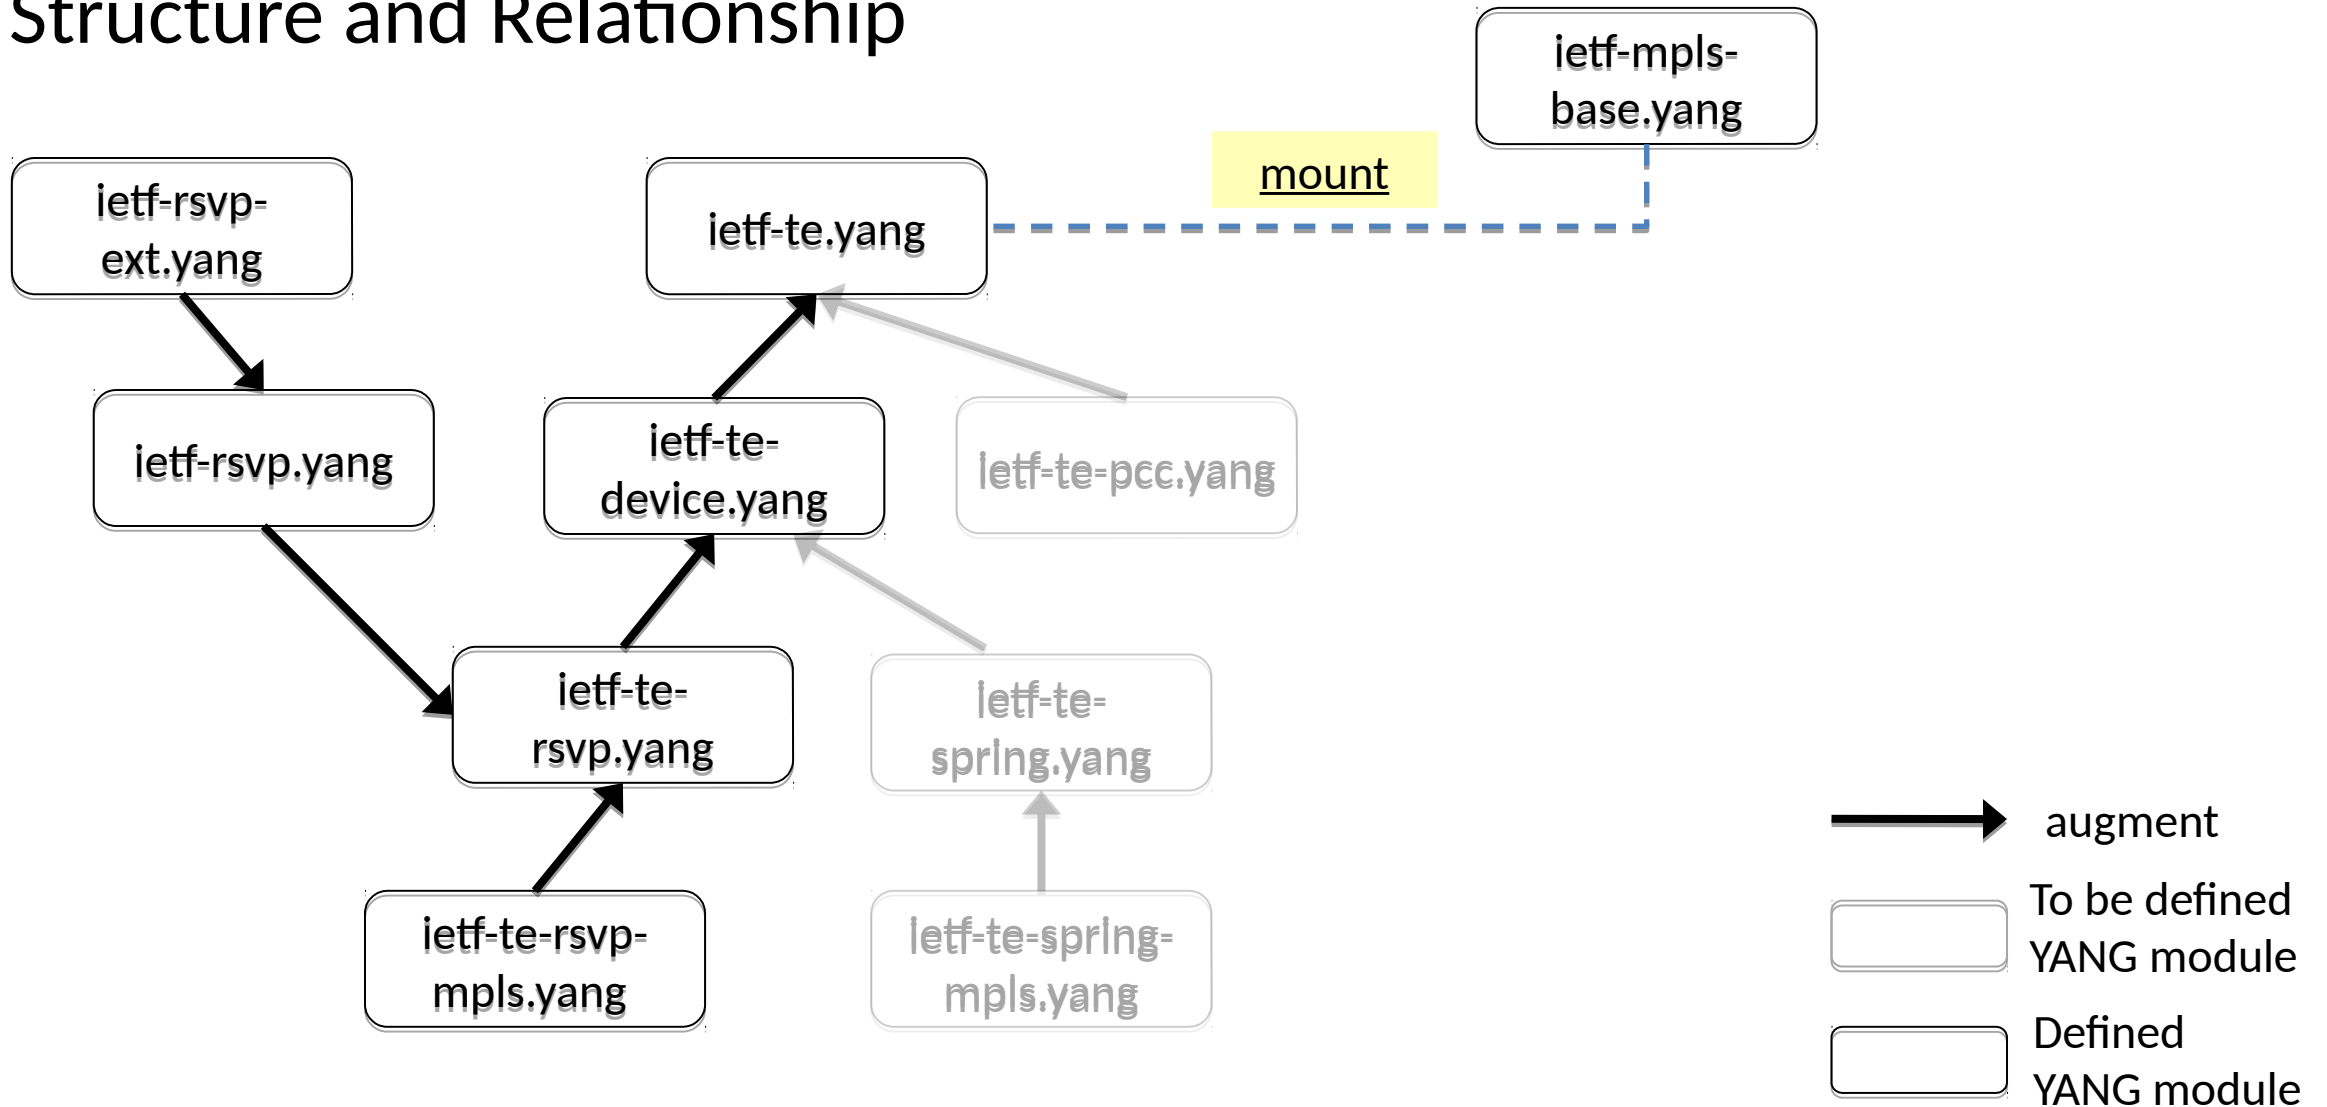 Structure and Relationship
ietf-mpls-
base.yang
mount
ietf-rsvp-
ext.yang
ietf-te.yang
ietf-rsvp.yang
ietf-te-
device.yang
ietf-te-pcc.yang
ietf-te-
rsvp.yang
ietf-te-
spring.yang
augment
To be defined
YANG module
ietf-te-rsvp-
mpls.yang
ietf-te-spring-
mpls.yang
Defined
YANG module